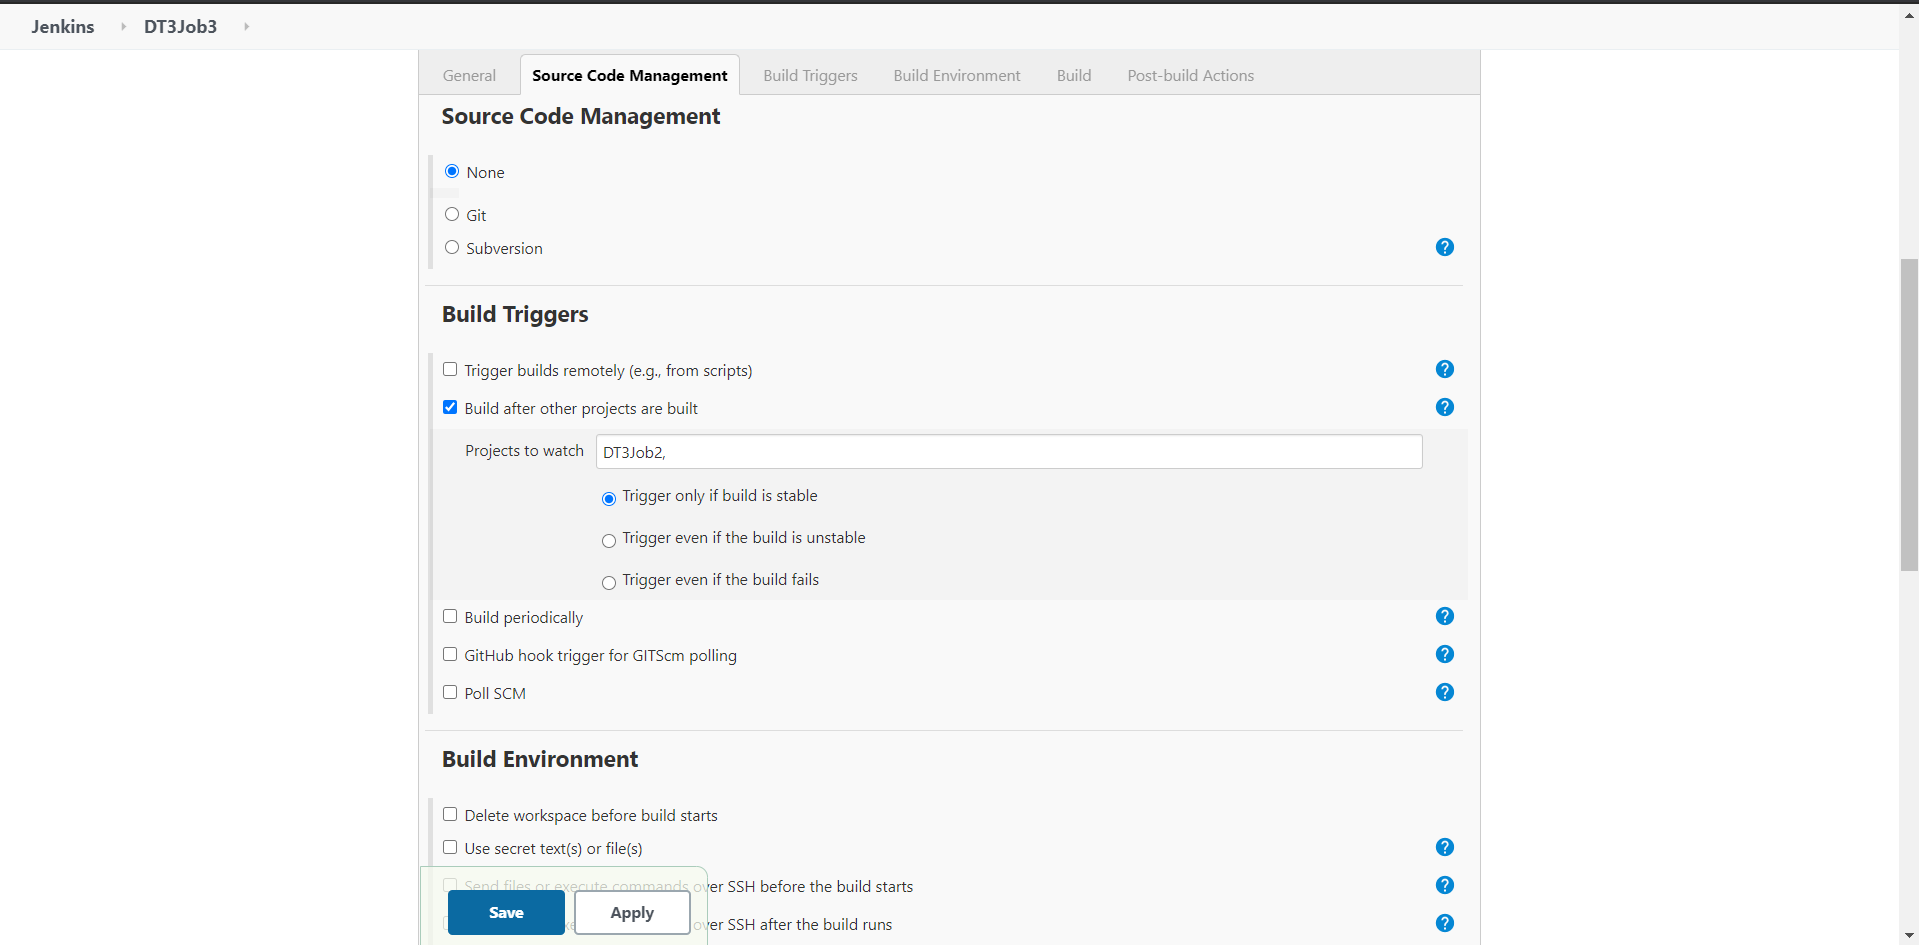 Jenkins DT3Job3
General Source Code Management Build Triggers Build Environment Build Post-build Actions
Source Code Management
None
Git
Subversion
?
Build Triggers
Trigger builds remotely (e.g., from scripts)
?
Build after other projects are built
?
Projects to watch DT3Job2,
Trigger only if build is stable
Trigger even if the build is unstable
Trigger even if the build fails
Build periodically
?
GitHub hook trigger for GITScm polling
?
Poll SCM
?
Build Environment
Delete workspace before build starts
Use secret text(s) or file(s)
?
Send files or execute commands over SSH before the build starts
?
over SSH after the build runs
?
Save Apply